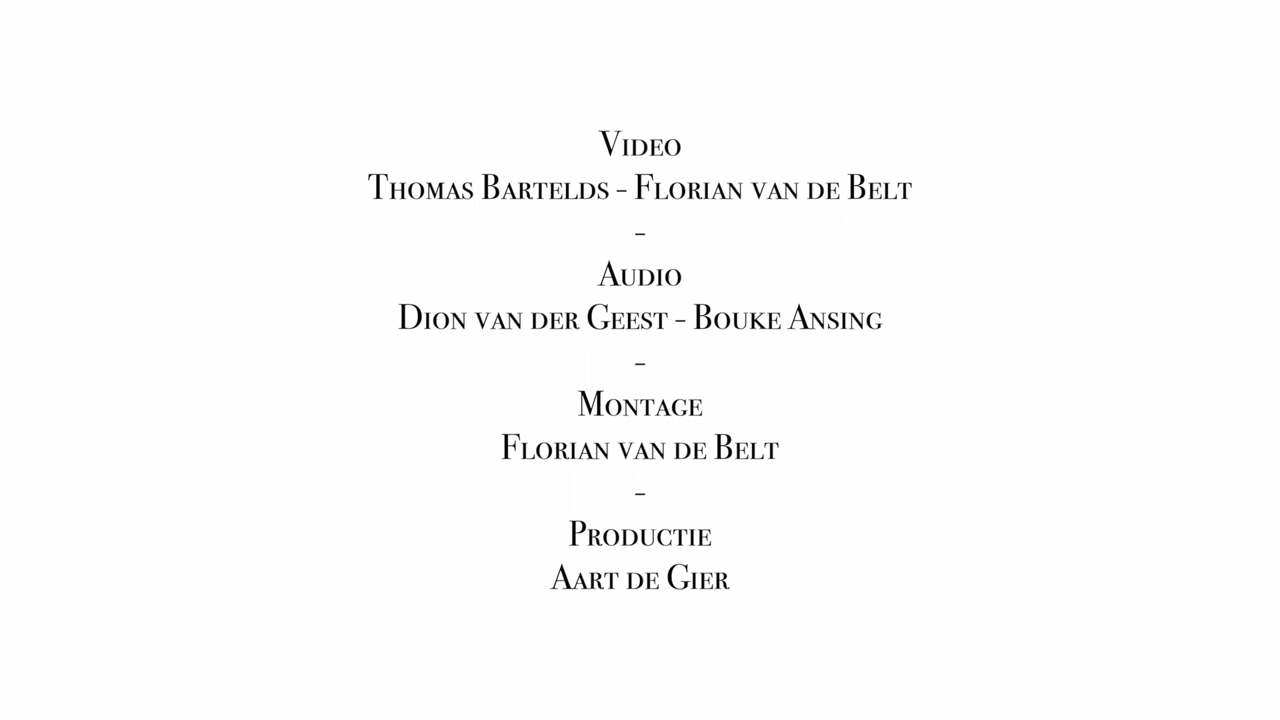 Video
Thomas Bartelds - Florian van de Belt
-
Audio
Dion van der Geest - Bouke Ansing
-
Montage
Florian van de Belt
-
Productie
Aart de Gier